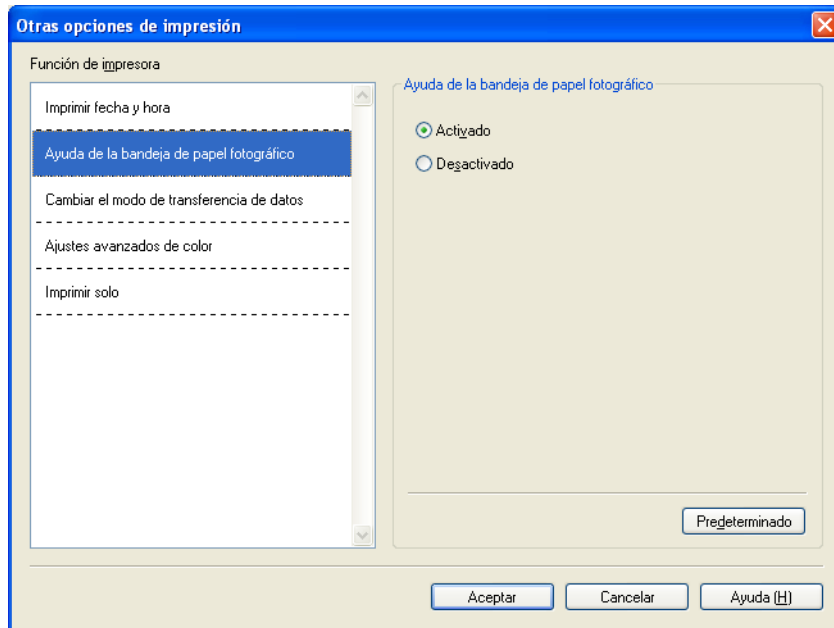 Otras opciones de impresión
Función de impresora
Imprimir fecha y hora
Ayuda de la bandeja de papel fotográfico
Cambiar el modo de transferencia de datos
Ajustes avanzados de color
Imprimir solo
Ayuda de la bandeja de papel fotográfico
Activado
Desactivado
Predeterminado
Aceptar
Cancelar
Ayuda (H)